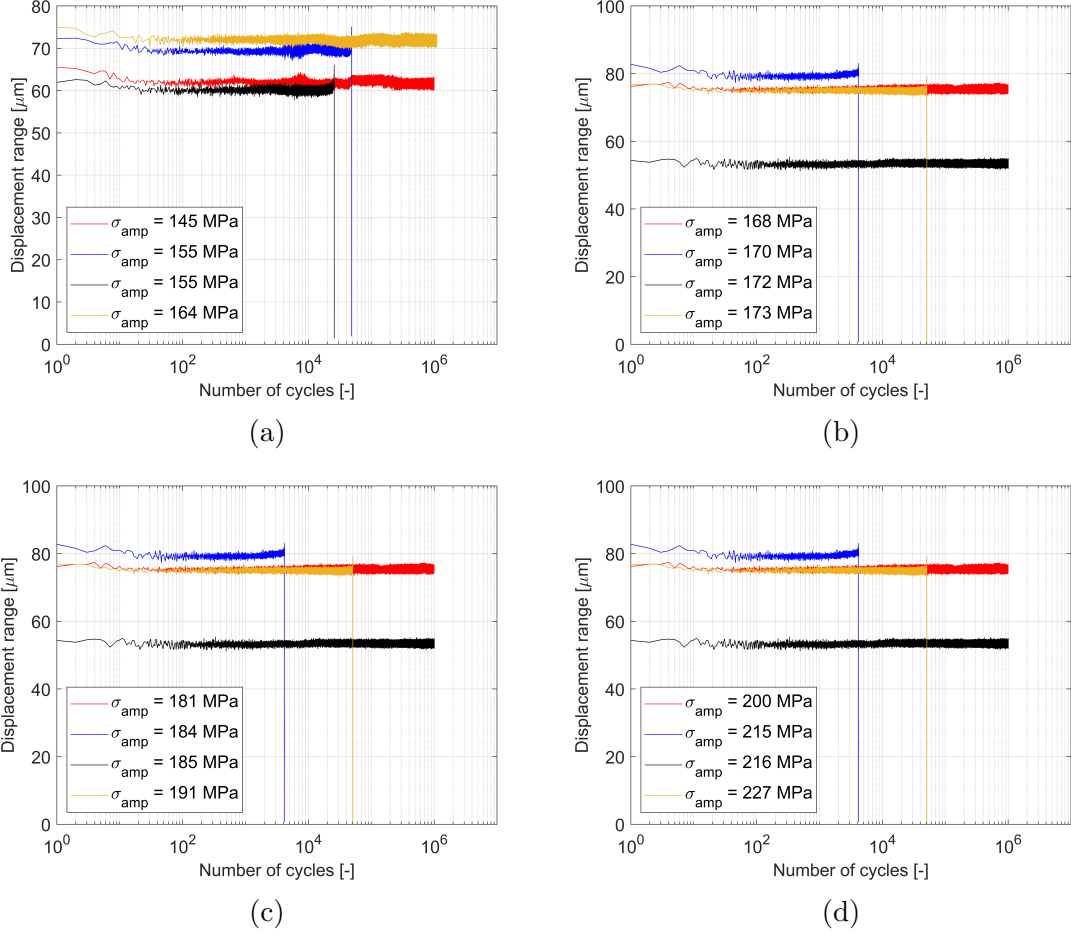 80
70
60
50
40
30
20
10
0
Displacement range [μm]
σamp = 145 MPa
σamp = 155 MPa
σamp = 155 MPa
σamp = 164 MPa
10^0
10^2
10^4
10^6
Number of cycles [-]
(a)
100
80
60
40
20
0
Displacement range [μm]
σamp = 168 MPa
σamp = 170 MPa
σamp = 172 MPa
σamp = 173 MPa
10^0
10^2
10^4
10^6
Number of cycles [-]
(b)
100
80
60
40
20
0
Displacement range [μm]
σamp = 181 MPa
σamp = 184 MPa
σamp = 185 MPa
σamp = 191 MPa
10^0
10^2
10^4
10^6
Number of cycles [-]
(c)
100
80
60
40
20
0
Displacement range [μm]
σamp = 200 MPa
σamp = 215 MPa
σamp = 216 MPa
σamp = 227 MPa
10^0
10^2
10^4
10^6
Number of cycles [-]
(d)